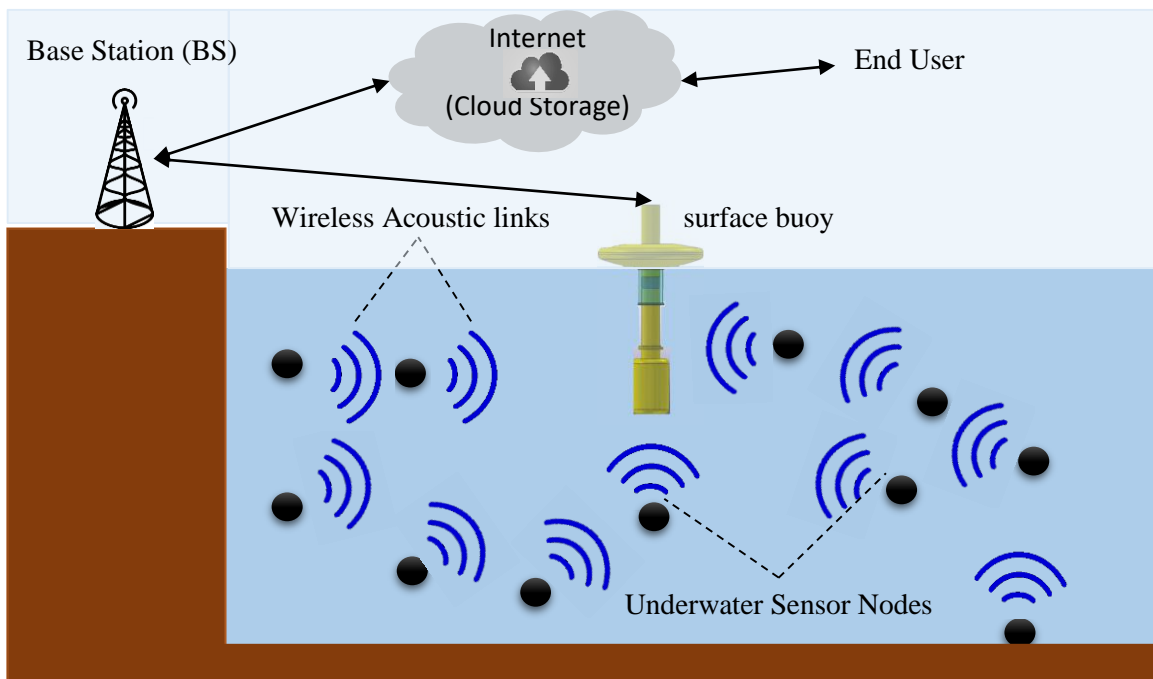 Base Station (BS)
Internet
(Cloud Storage)
End User
Wireless Acoustic links
surface buoy
Underwater Sensor Nodes